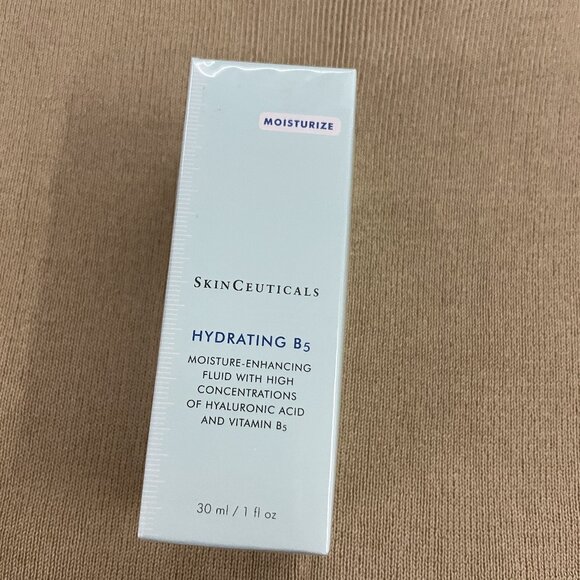 MOISTURIZE
SKINCEUTICALS
HYDRATING B5
MOISTURE-ENHANCING
FLUID WITH HIGH
CONCENTRATIONS
OF HYALURONIC ACID
AND VITAMIN B5
30 ml / 1 fl oz